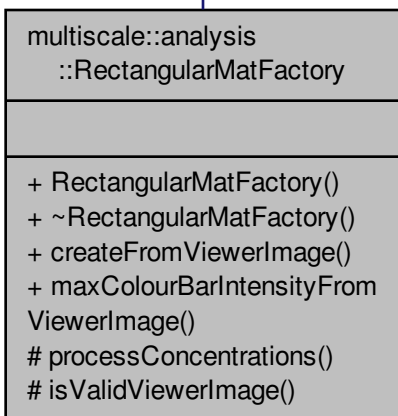 multiscale::analysis
::RectangularMatFactory
+ RectangularMatFactory()
+ ~RectangularMatFactory()
+ createFromViewerImage()
+ maxColourBarIntensityFrom
ViewerImage()
# processConcentrations()
# isValidViewerImage()